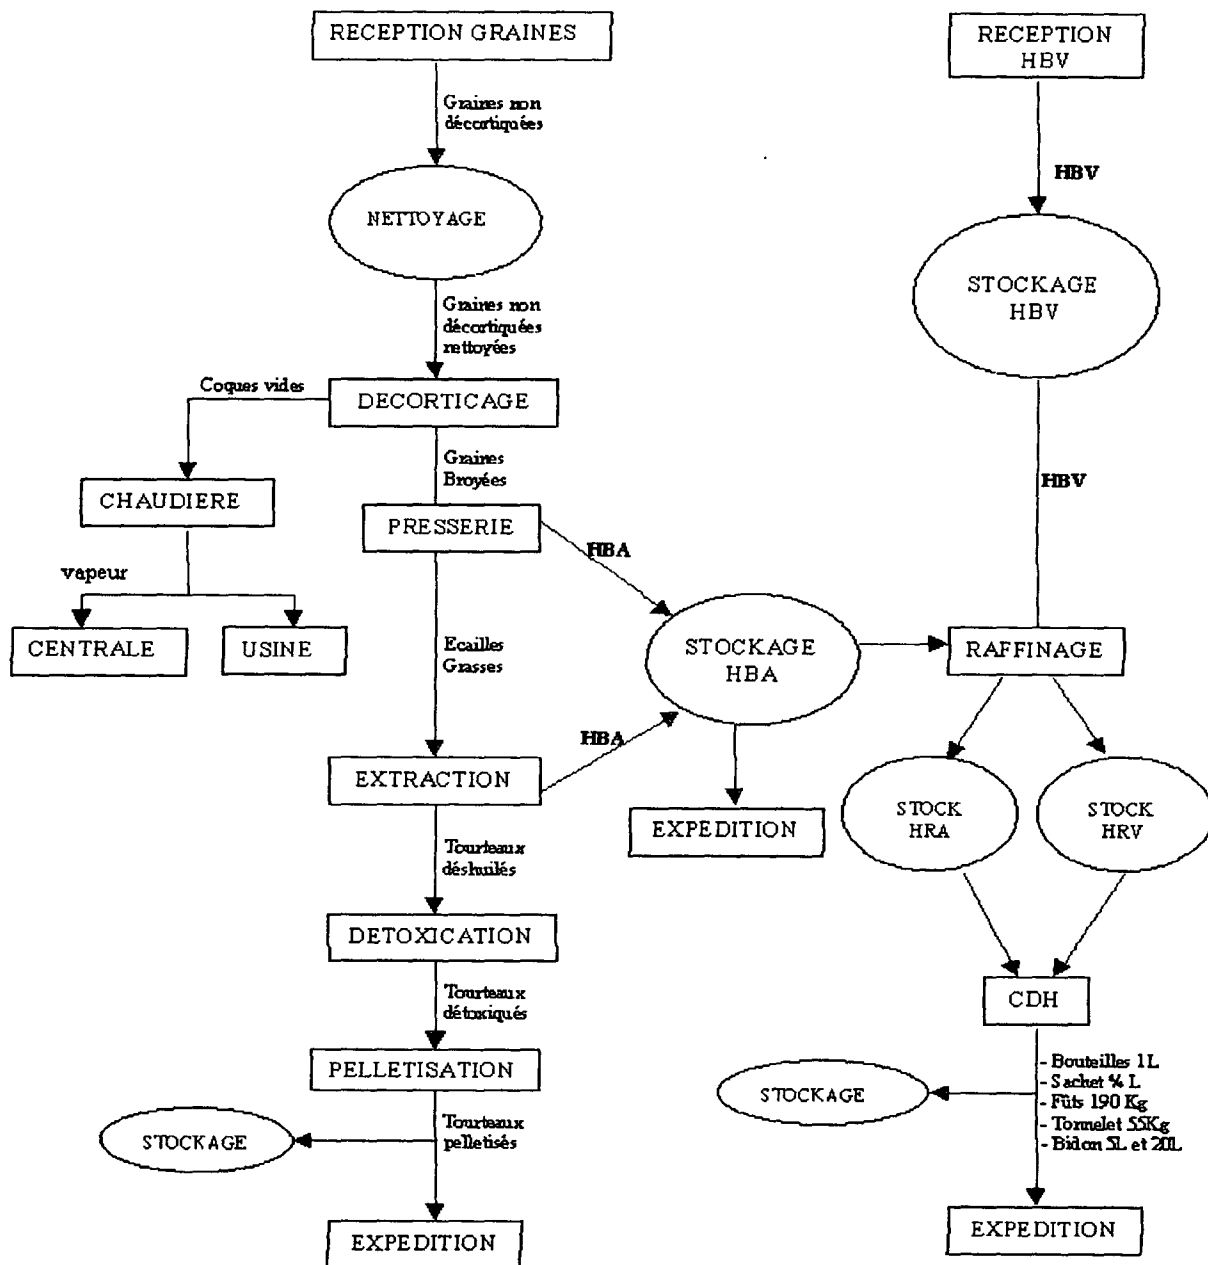 RECEPTION GRAINES
Graines non
décortiquées
NETTOYAGE
Graines non
décortiquées
nettoyées
Coques vides
DECORTICAGE
Graines
Broyées
CHAUDIERE
PRESSERIE
HBA
vapeur
CENTRALE
USINE
Ecailles
Grasses
HBA
EXTRACTION
Tourteaux
déshuilés
DETOXICATION
Tourteaux
détoxiqués
PELLETISATION
Tourteaux
pelletisés
STOCKAGE
EXPEDITION
STOCKAGE
HBA
EXPEDITION
RECEPTION
HBV
HBV
STOCKAGE
HBV
HBV
RAFFINAGE
STOCK
HRA
STOCK
HRV
CDH
- Bouteilles 1L
- Sachet % L
- Fûts 190 Kg
- Tonnelet 55Kg
- Bidon 5L et 20L
STOCKAGE
EXPEDITION